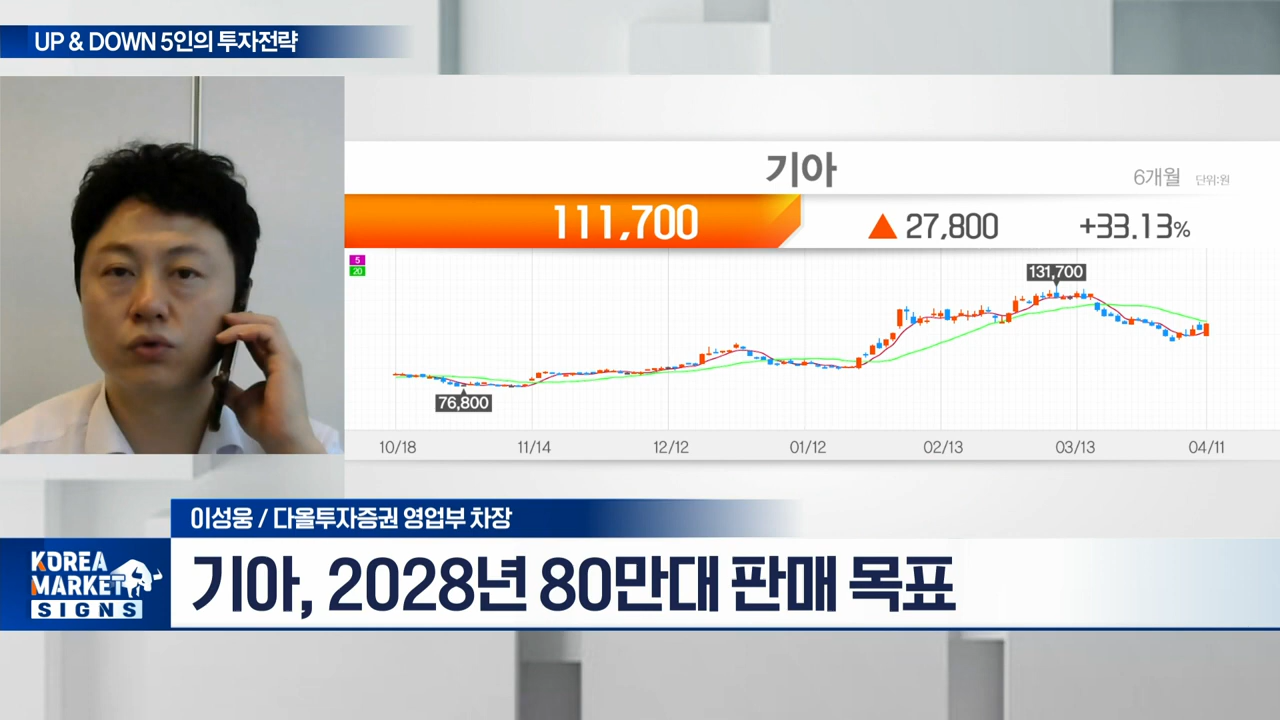 UP & DOWN 5인의 투자전략
기아
6개월 단위:원
111,700 ▲ 27,800 +33.13%
5
20
131,700
76,800
10/18 11/14 12/12 01/12 02/13 03/13 04/11
이성웅 / 다올투자증권 영업부 차장
KOREA
MARKET
SIGNS
기아, 2028년 80만대 판매 목표